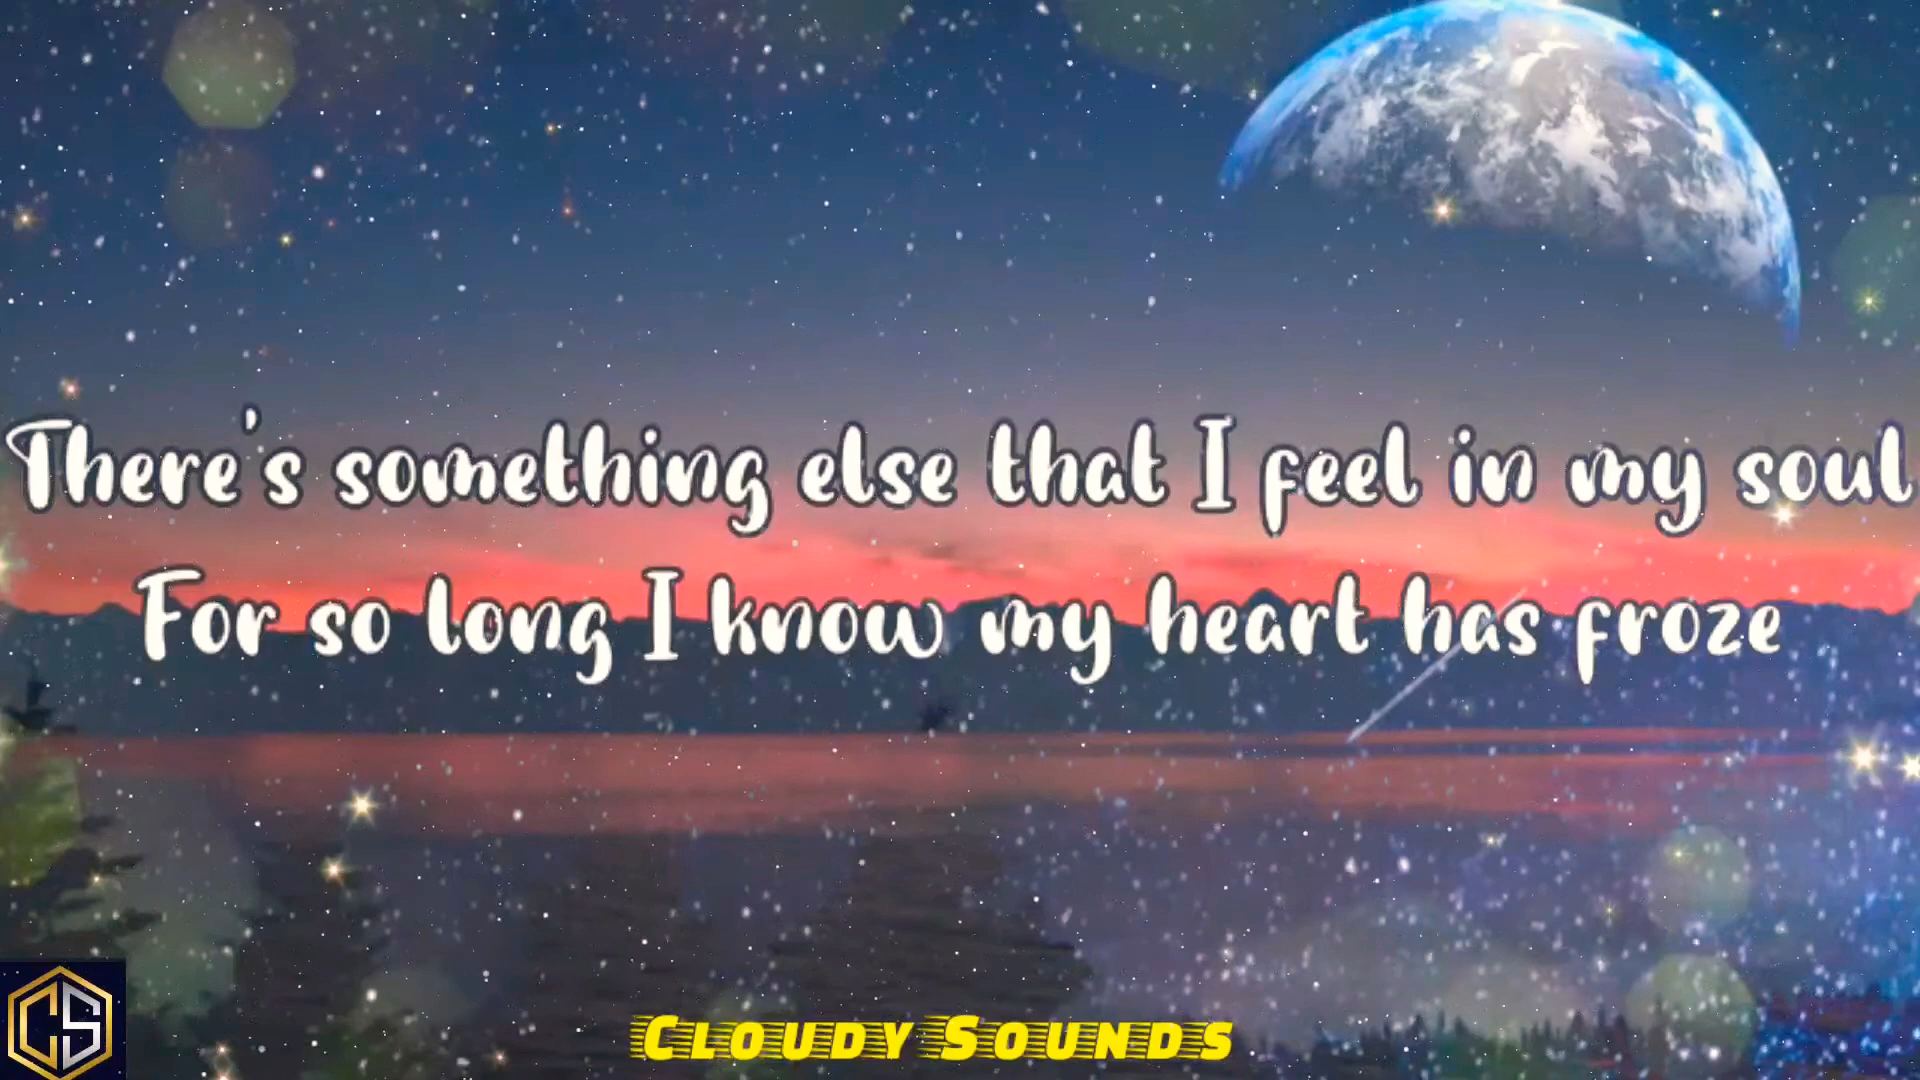 There's something else that I feel in my soul
For so long I know my heart has froze
CS
Cloudy Sounds